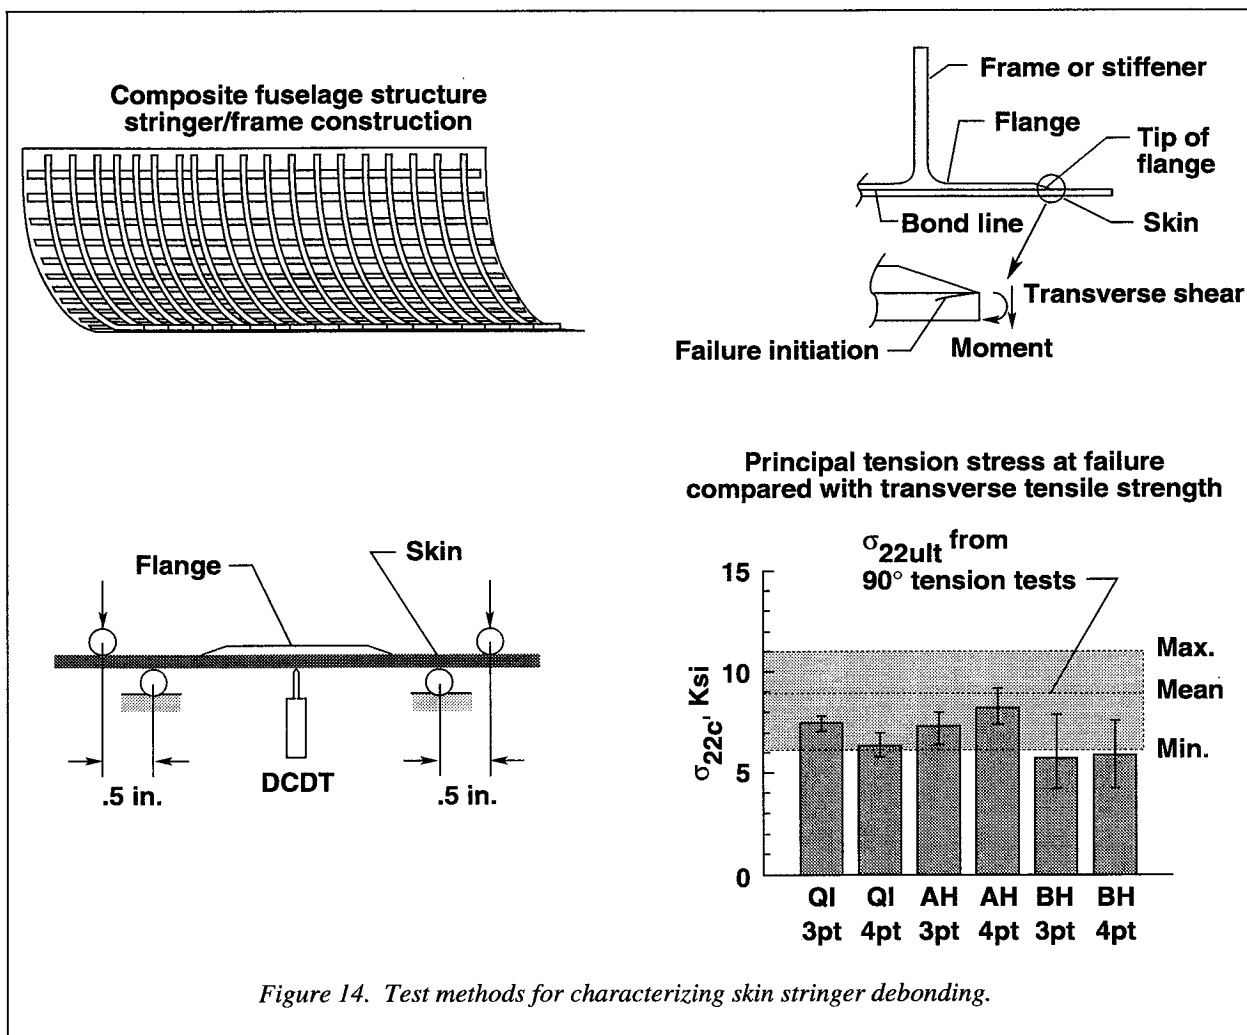 Composite fuselage structure
stringer/frame construction
Frame or stiffener
Flange
Tip of
flange
Bond line
Skin
Transverse shear
Failure initiation
Moment
Flange
Skin
.5 in.
DCDT
.5 in.
Principal tension stress at failure
compared with transverse tensile strength
σ22ult from
90° tension tests
15
10
5
0
σ22c, Ksi
Max.
Mean
Min.
QI QI AH AH BH BH
3pt 4pt 3pt 4pt 3pt 4pt
Figure 14. Test methods for characterizing skin stringer debonding.